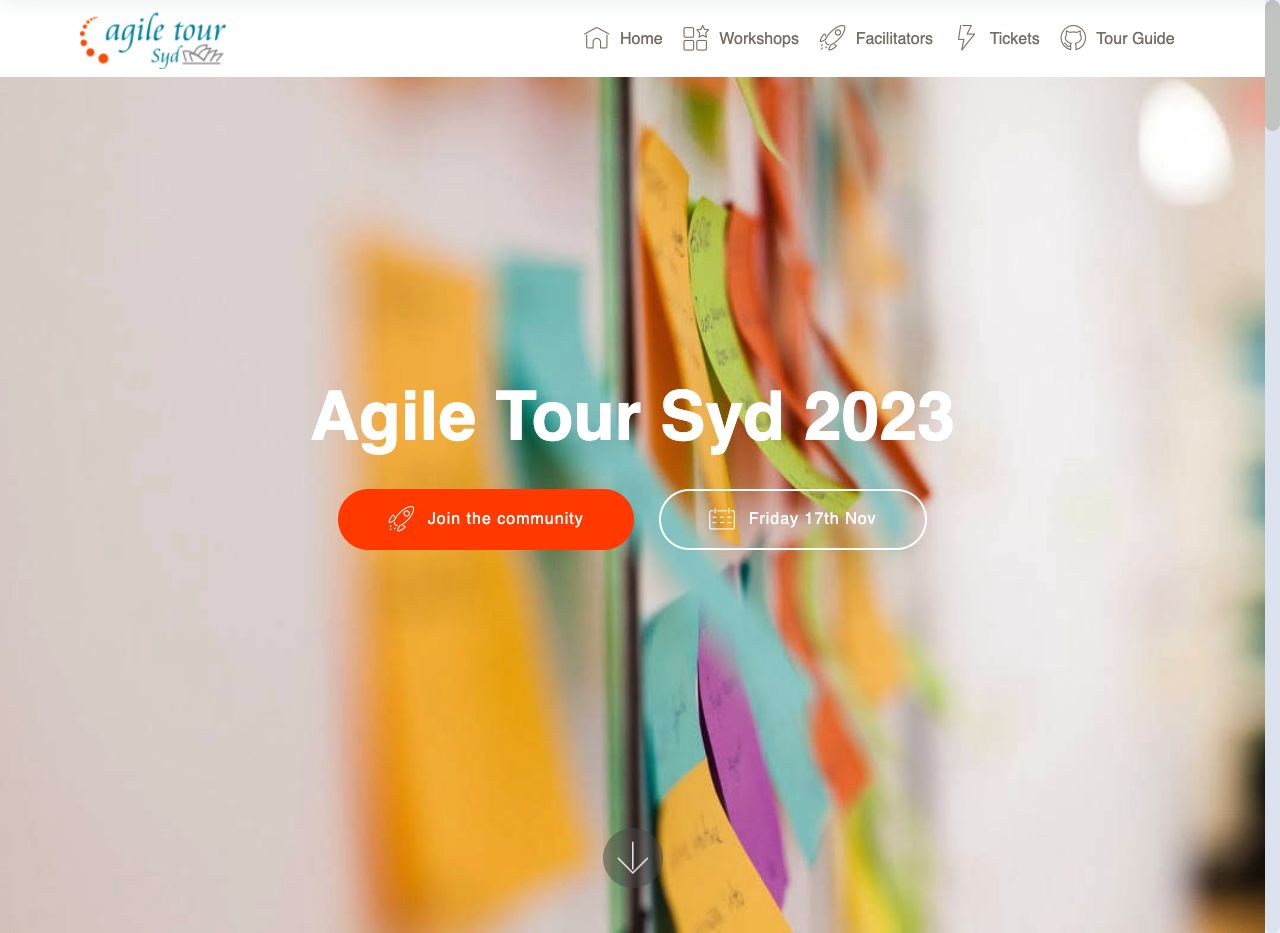 agile tour
Syd
Home
Workshops
Facilitators
Tickets
Tour Guide
Agile Tour Syd 2023
Join the community
Friday 17th Nov